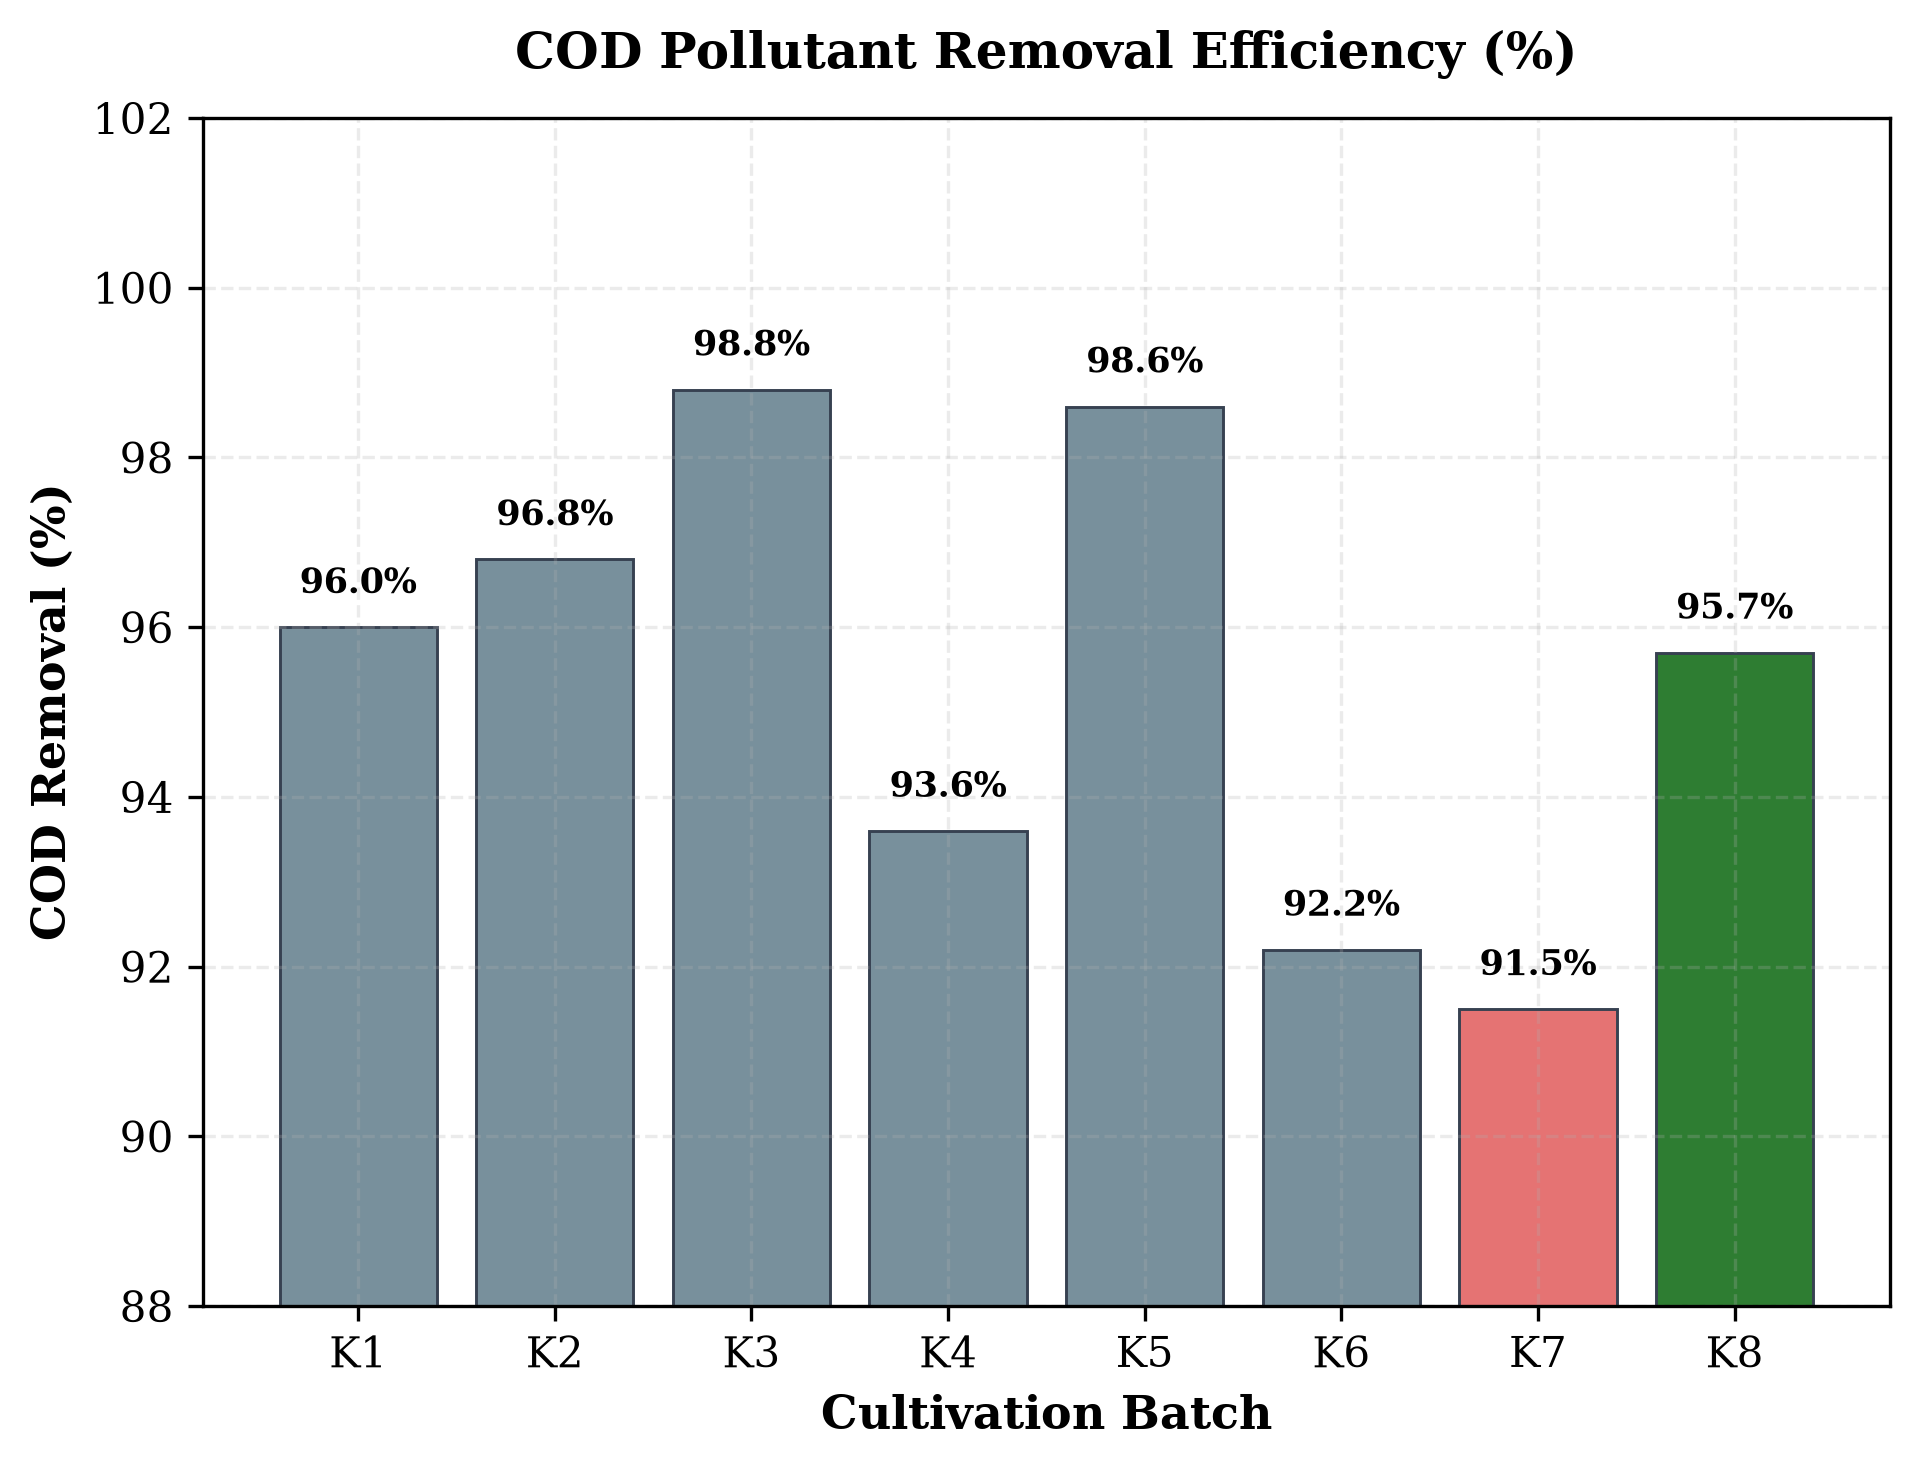 COD Pollutant Removal Efficiency (%)
COD Removal (%)
102
100
98
96
94
92
90
88
96.0%
96.8%
98.8%
93.6%
98.6%
92.2%
91.5%
95.7%
K1
K2
K3
K4
K5
K6
K7
K8
Cultivation Batch